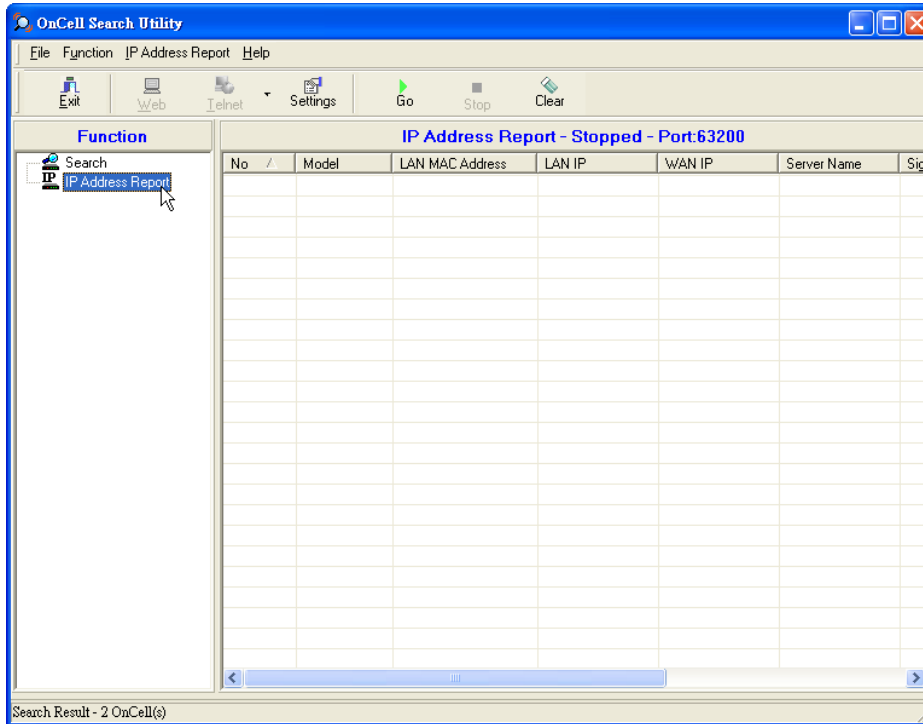 OnCell Search Utility
File Function IP Address Report Help
Exit Web Telnet Settings Go Stop Clear
Function
IP Address Report - Stopped - Port:63200
Search
IP IP Address Report
No Model LAN MAC Address LAN IP WAN IP Server Name Sig
Search Result - 2 OnCell(s)